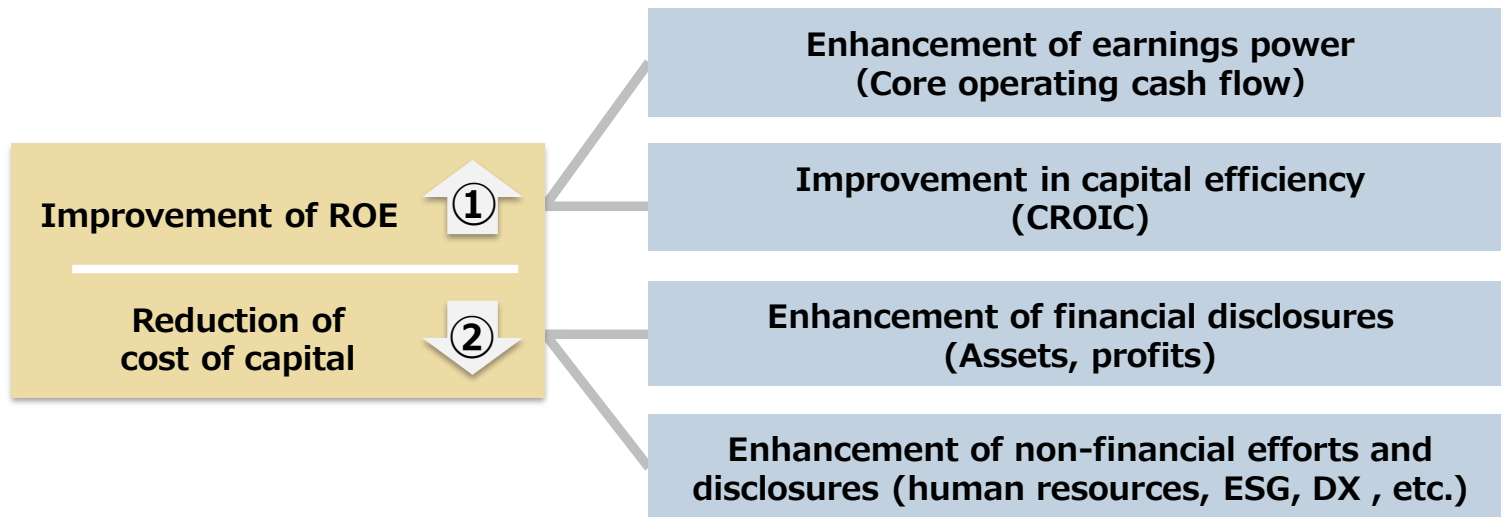 Improvement of ROE
①
Reduction of
cost of capital
②
Enhancement of earnings power
（Core operating cash flow）
Improvement in capital efficiency
(CROIC)
Enhancement of financial disclosures
(Assets, profits)
Enhancement of non-financial efforts and
disclosures (human resources, ESG, DX , etc.)